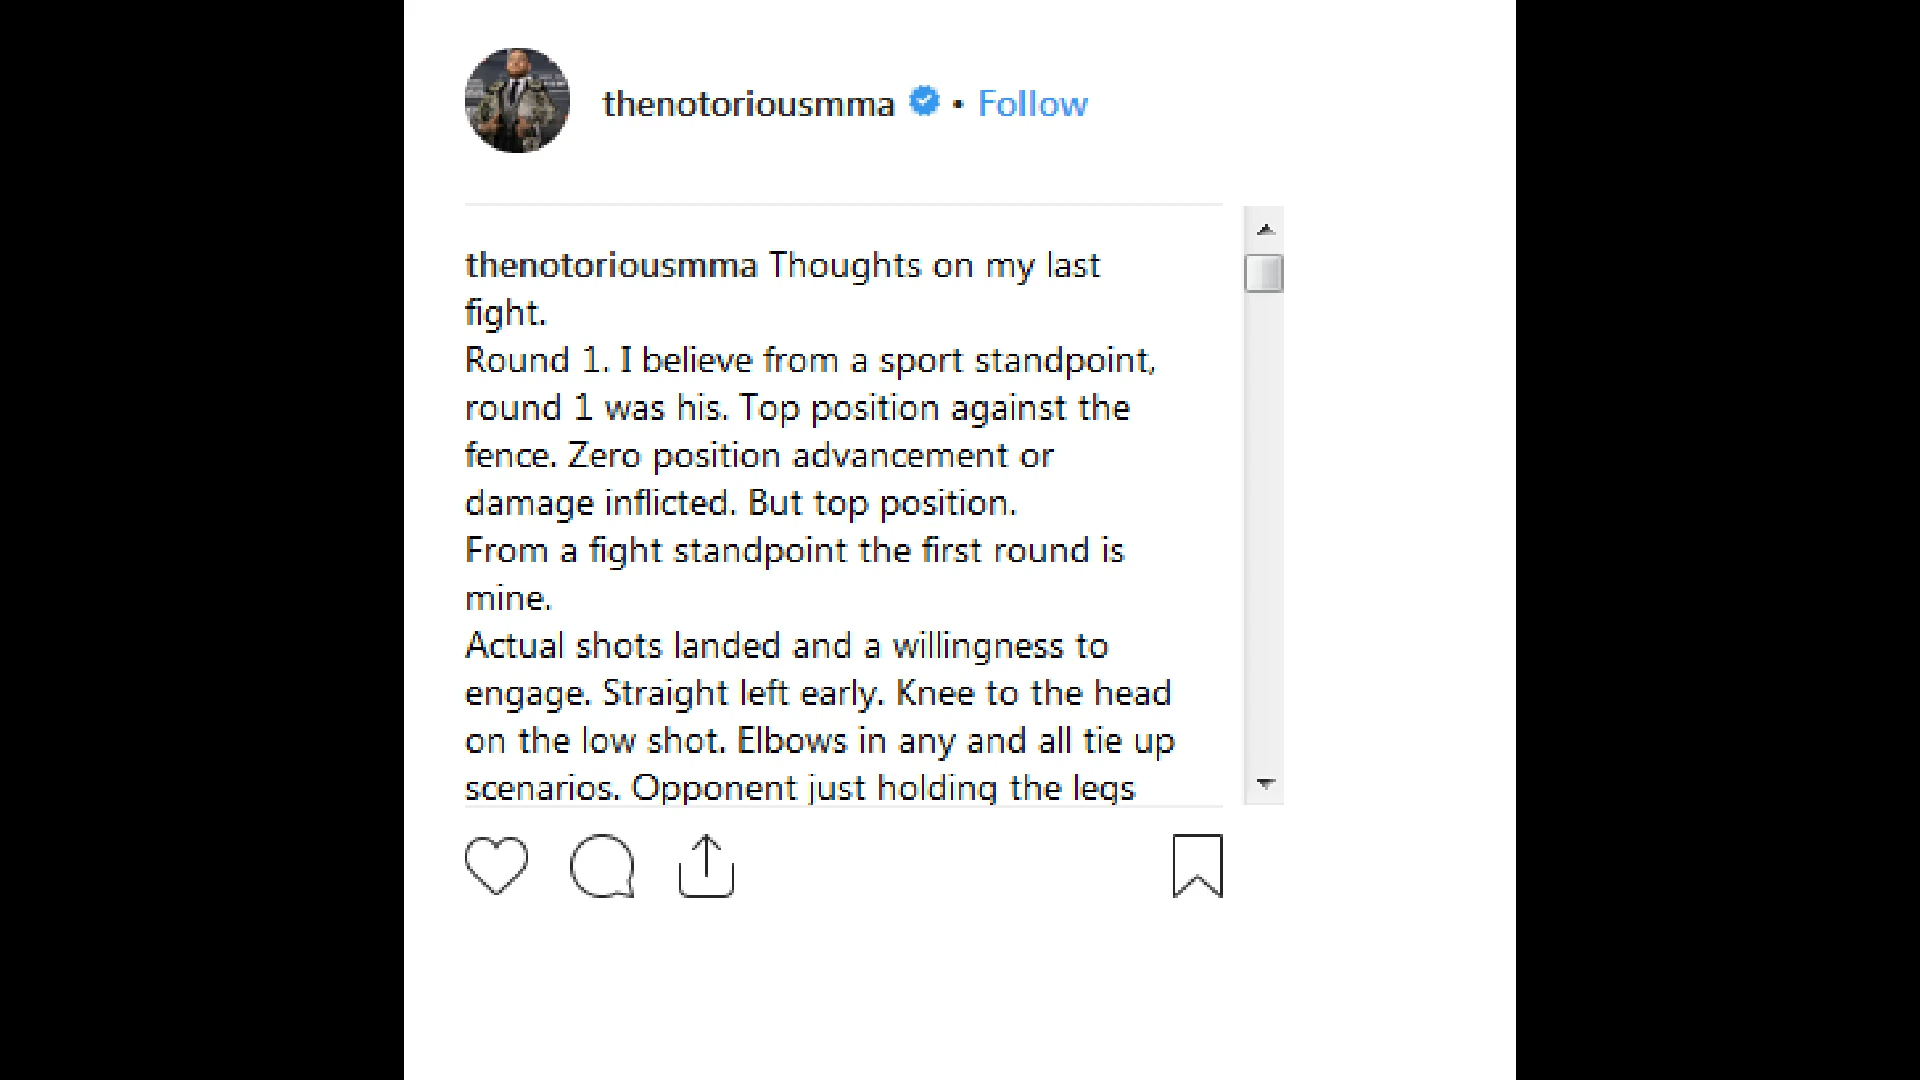 thenotoriousmma • Follow
thenotoriousmma Thoughts on my last
fight.
Round 1. I believe from a sport standpoint,
round 1 was his. Top position against the
fence. Zero position advancement or
damage inflicted. But top position.
From a fight standpoint the first round is
mine.
Actual shots landed and a willingness to
engage. Straight left early. Knee to the head
on the low shot. Elbows in any and all tie up
scenarios. Opponent just holding the legs